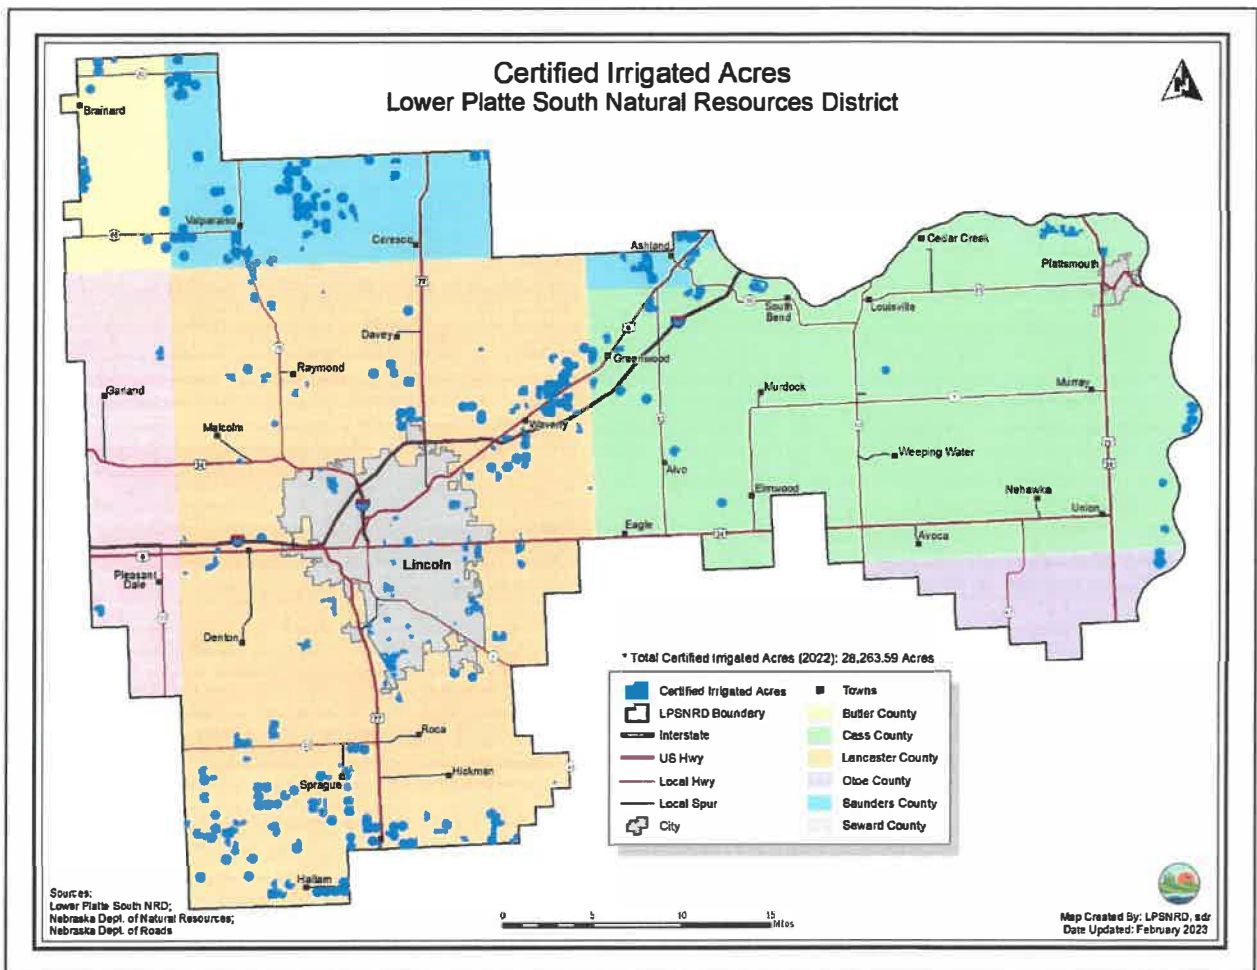 Certified Irrigated Acres
Lower Platte South Natural Resources District
N
Brainard
Valparaiso
Ceresco
Ashland
Cedar Creek
Plattsmouth
South
Bend
Louisville
77
Davey
Greenwood
Raymond
Garland
Murdock
Murray
Malcolm
Waverly
34
Weeping Water
Alvo
Elmwood
Nehawka
Union
Eagle
34
Avoca
6
Lincoln
Pleasant
Dale
Denton
77
Roca
Hickman
Sprague
Hallam
* Total Certified Irrigated Acres (2022): 28,263.59 Acres
Certified Irrigated Acres
LPSNRD Boundary
Interstate
US Hwy
Local Hwy
Local Spur
City
Towns
Butler County
Cass County
Lancaster County
Otoe County
Saunders County
Seward County
Sources:
Lower Platte South NRD;
Nebraska Dept. of Natural Resources;
Nebraska Dept. of Roads
0 5 10 15
Miles
Map Created By: LPSNRD, sdr
Date Updated: February 2023